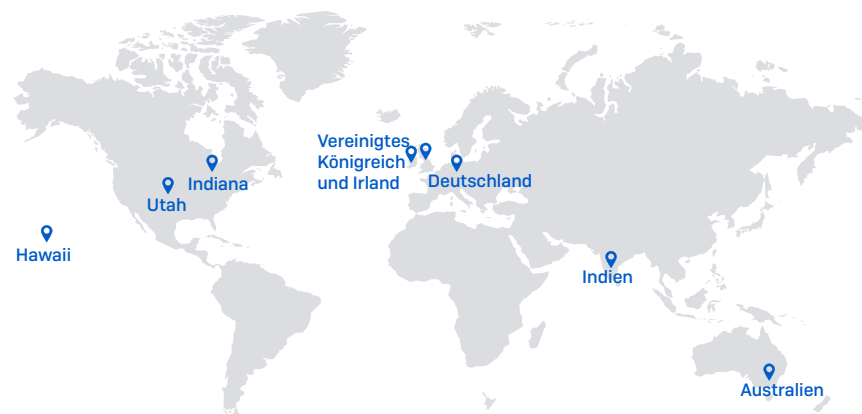 Vereinigtes
Königreich
und Irland
Deutschland
Indiana
Utah
Hawaii
Indien
Australien